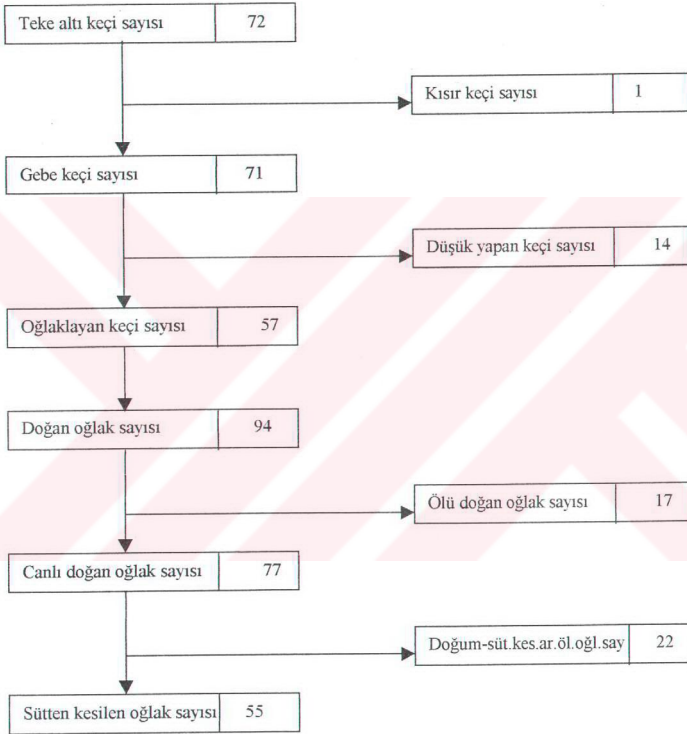 Teke altı keçi sayısı 72
Kısır keçi sayısı 1
Gebe keçi sayısı 71
Düşük yapan keçi sayısı 14
Oğlaklayan keçi sayısı 57
Doğan oğlak sayısı 94
Ölü doğan oğlak sayısı 17
Canlı doğan oğlak sayısı 77
Doğum-süt.kes.ar.öl.oğl.say 22
Sütten kesilen oğlak sayısı 55